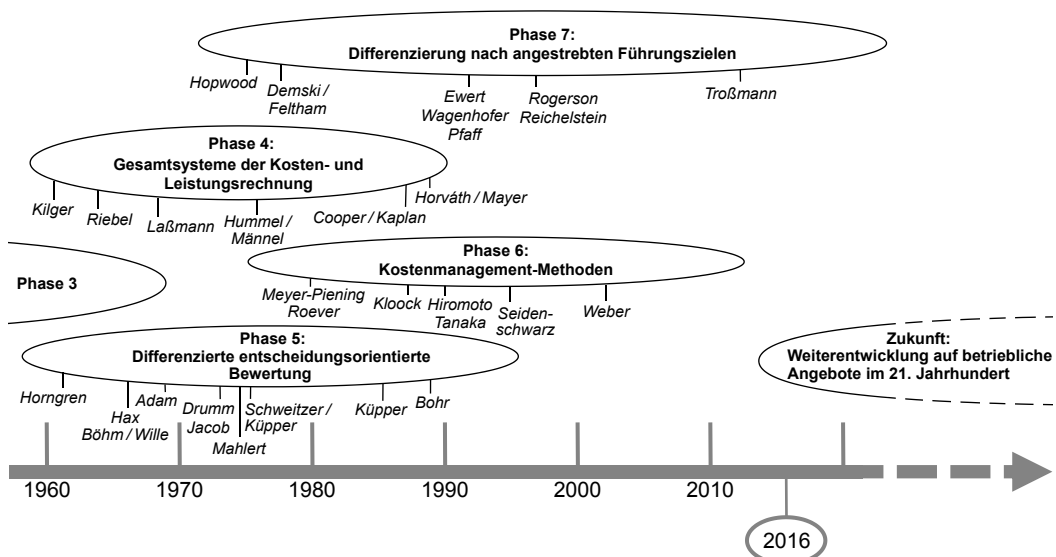 Phase 7:
Differenzierung nach angestrebten Führungszielen
Hopwood
Demski /
Feltham
Ewert
Wagenhofer
Pfaff
Rogerson
Reichelstein
Troßmann
Phase 4:
Gesamtsysteme der Kosten- und
Leistungsrechnung
Kilger
Riebel
Laßmann
Hummel /
Männel
Cooper / Kaplan
Horváth / Mayer
Phase 3
Phase 6:
Kostenmanagement-Methoden
Meyer-Piening
Roever
Kloock
Hiromoto
Tanaka
Seiden-
schwarz
Weber
Phase 5:
Differenzierte entscheidungsorientierte
Bewertung
Horngren
Hax
Böhm / Wille
Adam
Drumm
Jacob
Mahlert
Schweitzer /
Küpper
Küpper
Bohr
Zukunft:
Weiterentwicklung auf betriebliche
Angebote im 21. Jahrhundert
1960
1970
1980
1990
2000
2010
2016